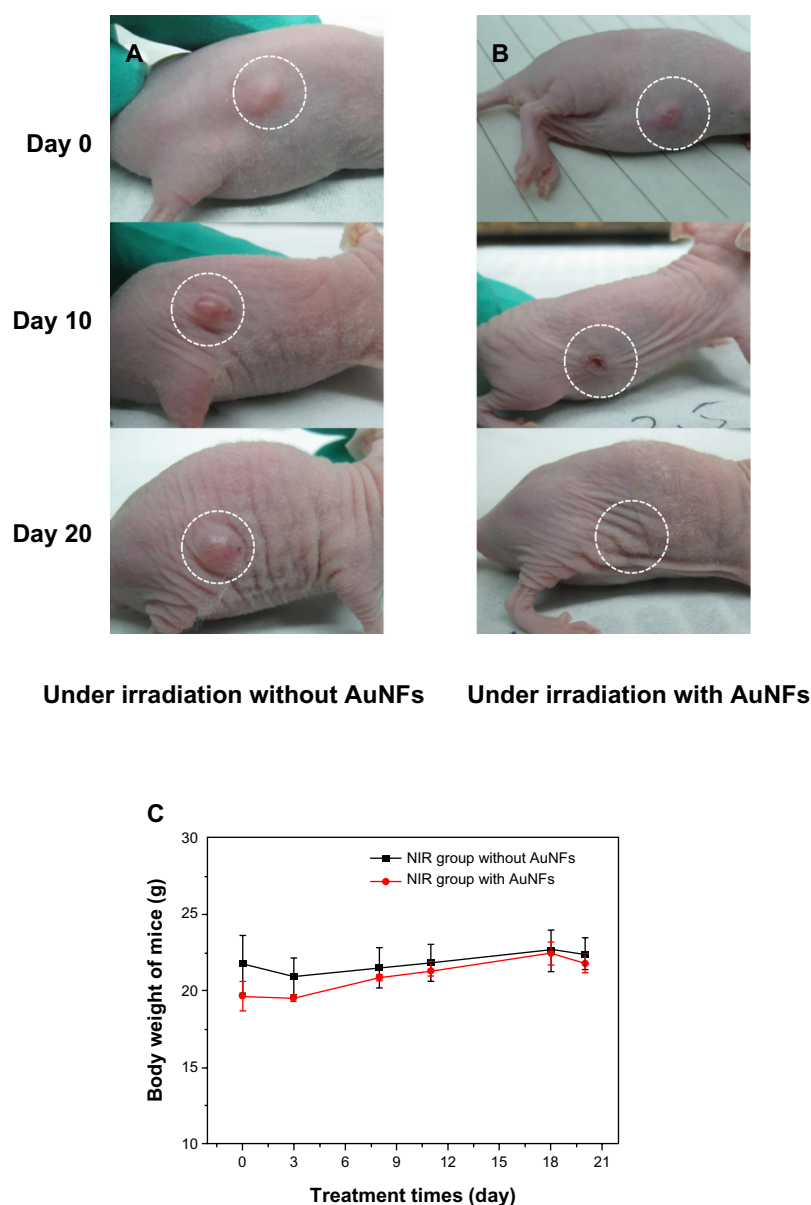 A
B
Day 0
Day 10
Day 20
Under irradiation without AuNFs
Under irradiation with AuNFs
C
30
25
20
15
10
Body weight of mice (g)
NIR group without AuNFs
NIR group with AuNFs
0 3 6 9 12 15 18 21
Treatment times (day)